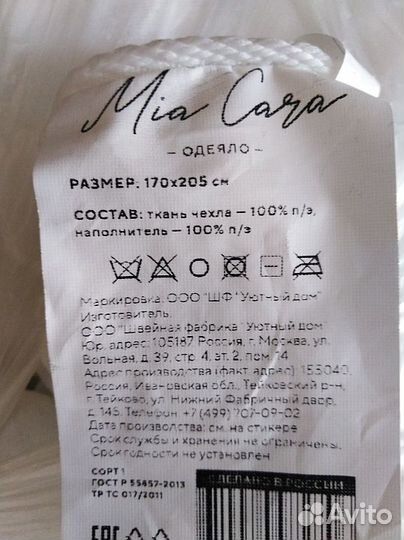 Mia Cara
— ОДЕЯЛО —
РАЗМЕР: 170х205 см
СОСТАВ: ткань чехла — 100% п/э,
наполнитель — 100% п/э
Маркировка: ООО "ШФ "Уютный дом"
Изготовитель:
ООО "Швейная фабрика "Уютный дом"
Юр. адрес: 105187 Россия, г. Москва, ул.
Вольная, д. 39, стр. 4, эт. 2, пом. 14
Адрес производства (факт. адрес): 155040,
Россия, Ивановская обл., Тейковский р-н,
г. Тейково, ул. Нижний Фабричный двор,
д. 145. Телефон +7(499) 707-09-02
Дата производства: см. на стикере
Срок службы и хранения не ограничены.
Срок годности не установлен
СОРТ 1
ГОСТ Р 55857-2013
ТР ТС 017/2011
СДЕЛАНО В РОССИИ
EAC
Avito